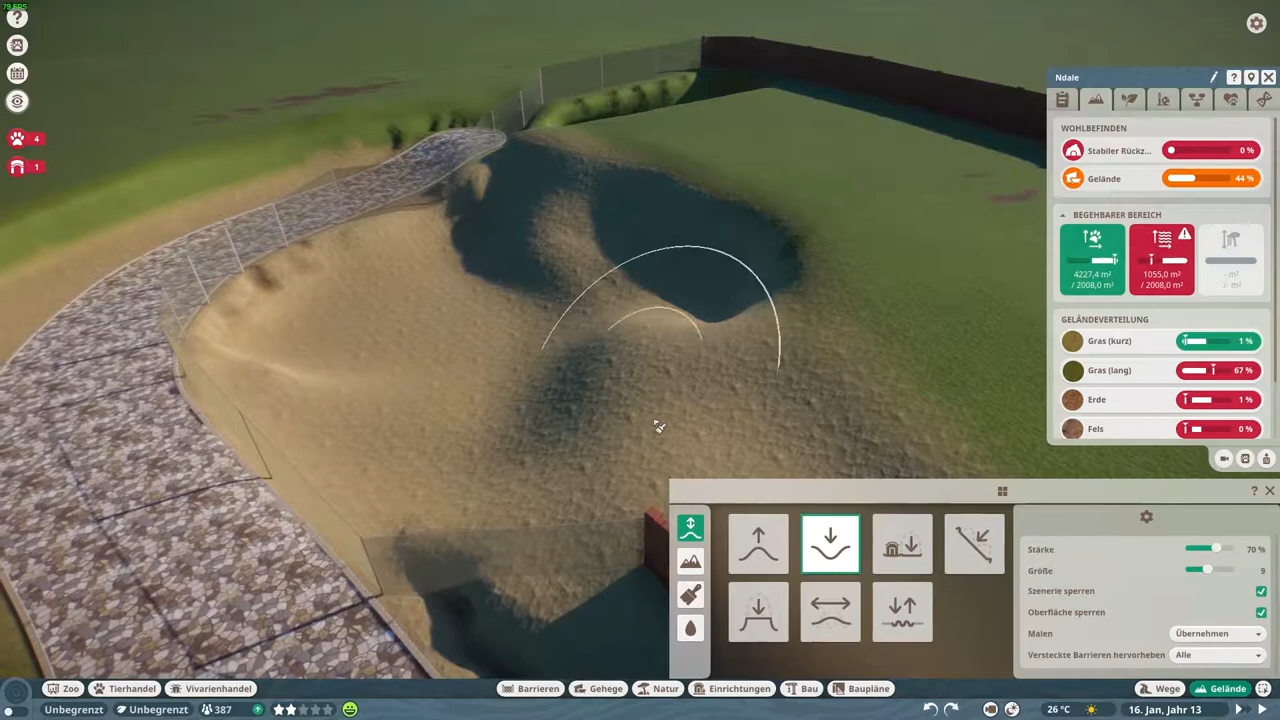 79 FPS
4
1
Ndale
WOHLBEFINDEN
Stabiler Rückz... 0 %
Gelände 44 %
BEGEHBARER BEREICH
4227,4 m² 1055,0 m² - m²
/ 2008,0 m² / 2008,0 m² /- m²
GELÄNDEVERTEILUNG
Gras (kurz) 1 %
Gras (lang) 67 %
Erde 1 %
Fels 0 %
Stärke 70 %
Größe 9
Szenerie sperren
Oberfläche sperren
Malen Übernehmen
Versteckte Barrieren hervorheben Alle
Zoo Tierhandel Vivarienhandel Barrieren Gehege Natur Einrichtungen Bau Baupläne Wege Gelände
Unbegrenzt Unbegrenzt 387 26 °C 16. Jan, Jahr 13